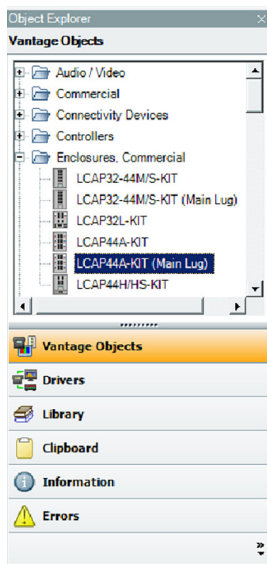 Object Explorer
Vantage Objects
Audio / Video
Commercial
Connectivity Devices
Controllers
Enclosures, Commercial
LCAP32-44M/S-KIT
LCAP32-44M/S-KIT (Main Lug)
LCAP32L-KIT
LCAP44A-KIT
LCAP44A-KIT (Main Lug)
LCAP44H/HS-KIT
Vantage Objects
Drivers
Library
Clipboard
Information
Errors